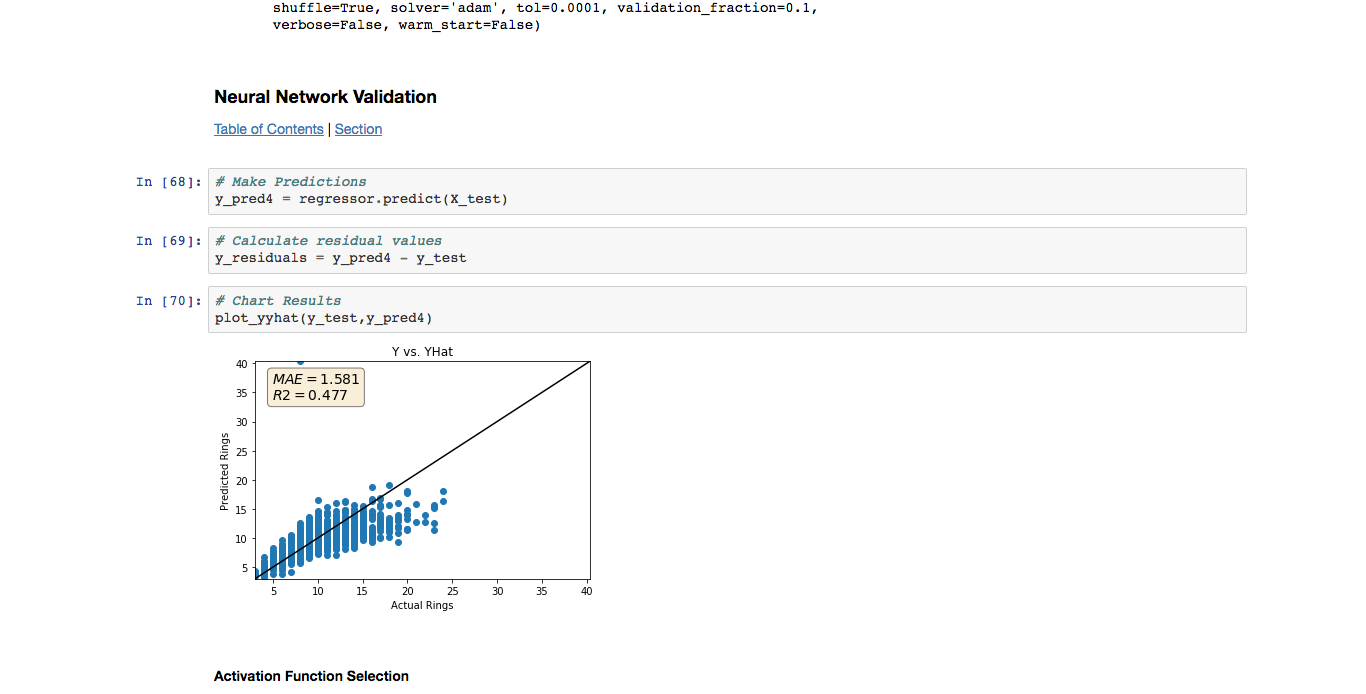 shuffle=True, solver='adam', tol=0.0001, validation_fraction=0.1,
verbose=False, warm_start=False)
Neural Network Validation
Table of Contents | Section
In [68]: # Make Predictions
y_pred4 = regressor.predict(X_test)
In [69]: # Calculate residual values
y_residuals = y_pred4 - y_test
In [70]: # Chart Results
plot_yyhat(y_test,y_pred4)
Y vs. YHat
MAE = 1.581
R2 = 0.477
Predicted Rings
40
35
30
25
20
15
10
5
5 10 15 20 25 30 35 40
Actual Rings
Activation Function Selection